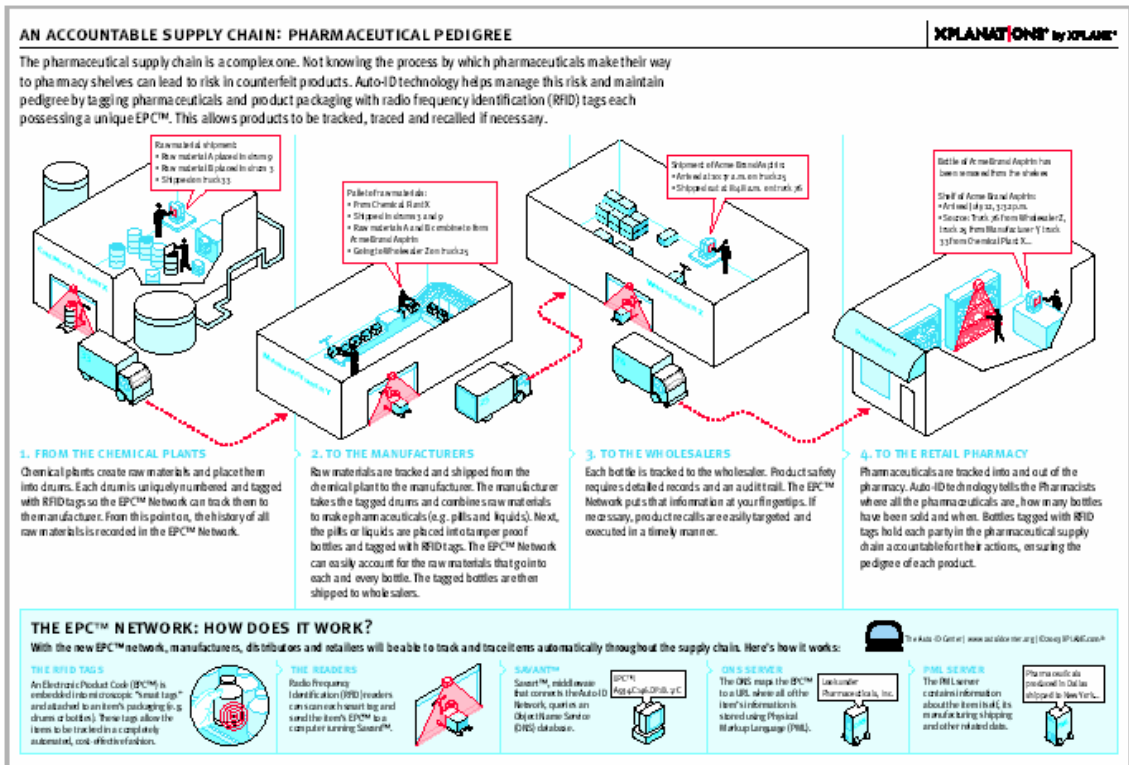 AN ACCOUNTABLE SUPPLY CHAIN: PHARMACEUTICAL PEDIGREE
XPLANATIONS® by XPLANE®
The pharmaceutical supply chain is a complex one. Not knowing the process by which pharmaceuticals make their way
to pharmacy shelves can lead to risk in counterfeit products. Auto-ID technology helps manage this risk and maintain
pedigree by tagging pharmaceuticals and product packaging with radio frequency identification (RFID) tags each
possessing a unique EPC™. This allows products to be tracked, traced and recalled if necessary.
Raw material shipment:
• Raw material A placed in drum 9
• Raw material B placed in drum 3
• Shipped on truck 33
Pallet of raw materials:
• From Chemical Plant X
• Shipped in drums 3 and 9
• Raw materials A and B combine to form
Acme Brand Aspirin
• Going to Wholesaler Z on truck 25
Shipment of Acme Brand Aspirin:
• Arrived at 10:37 a.m. on truck 25
• Shipped out at 8:48 a.m. on truck 76
Bottle of Acme Brand Aspirin has
been removed from the shelves
Shelf of Acme Brand Aspirin:
• Arrived July 22, 3:32 p.m.
• Source: Truck 76 from Wholesaler Z,
truck 25 from Manufacturer Y, truck
33 from Chemical Plant X...
CHEMICAL PLANT X
MANUFACTURER Y
WHOLESALER Z
PHARMACY
1. FROM THE CHEMICAL PLANTS
Chemical plants create raw materials and place them
into drums. Each drum is uniquely numbered and tagged
with RFID tags so the EPC™ Network can track them to
the manufacturer. From this point on, the history of all
raw materials is recorded in the EPC™ Network.
2. TO THE MANUFACTURERS
Raw materials are tracked and shipped from the
chemical plant to the manufacturer. The manufacturer
takes the tagged drums and combines raw materials
to make pharmaceuticals (e.g. pills and liquids). Next,
the pills or liquids are placed into tamper proof
bottles and tagged with RFID tags. The EPC™ Network
can easily account for the raw materials that go into
each and every bottle. The tagged bottles are then
shipped to wholesalers.
3. TO THE WHOLESALERS
Each bottle is tracked to the wholesaler. Product safety
requires detailed records and an audit trail. The EPC™
Network puts that information at your fingertips. If
necessary, product recalls are easily targeted and
executed in a timely manner.
4. TO THE RETAIL PHARMACY
Pharmaceuticals are tracked into and out of the
pharmacy. Auto-ID technology tells the Pharmacists
where all the pharmaceuticals are, how many bottles
have been sold and when. Bottles tagged with RFID
tags hold each party in the pharmaceutical supply
chain accountable for their actions, ensuring the
pedigree of each product.
THE EPC™ NETWORK: HOW DOES IT WORK?
With the new EPC™ network, manufacturers, distributors and retailers will be able to track and trace items automatically throughout the supply chain. Here's how it works:
The Auto-ID Center | www.autoidcenter.org | ©2003 XPLANE.com®
THE RFID TAGS
An Electronic Product Code (EPC™) is
embedded into microscopic "smart tags"
and attached to an item's packaging (e.g.
drums or bottles). These tags allow the
items to be tracked in a completely
automated, cost-effective fashion.
THE READERS
Radio Frequency
Identification (RFID) readers
can scan each smart tag and
send the item's EPC™ to a
computer running Savant™.
SAVANT™
Savant™, middleware
that connects the Auto ID
Network, queries an
Object Name Service
(ONS) database.
EPC™:
ONS SERVER
The ONS maps the EPC™
to a URL where all of the
item's information is
stored using Physical
Markup Language (PML).
Look under
Pharmaceuticals, Inc.
PML SERVER
The PML server
contains information
about the item itself, its
manufacturing shipping
and other related data.
Pharmaceuticals
produced in Dallas
shipped to New York...